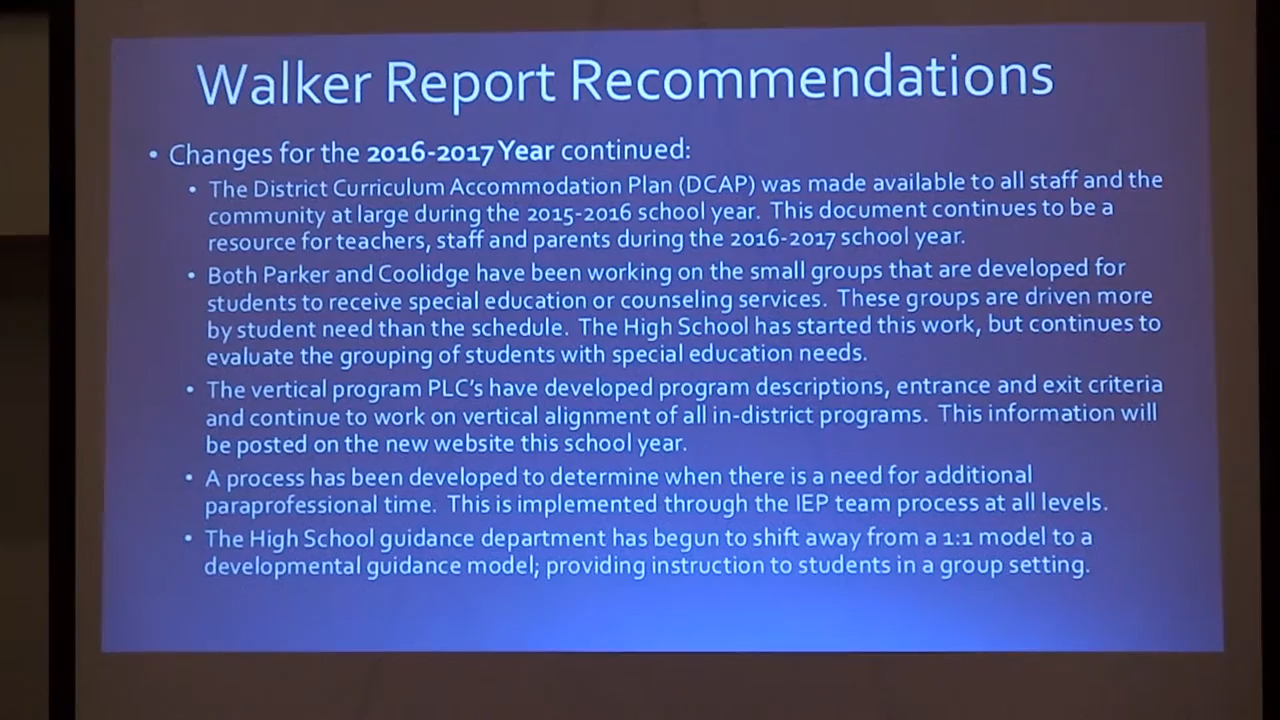 Walker Report Recommendations
• Changes for the 2016-2017 Year continued:
• The District Curriculum Accommodation Plan (DCAP) was made available to all staff and the
community at large during the 2015-2016 school year. This document continues to be a
resource for teachers, staff and parents during the 2016-2017 school year.
• Both Parker and Coolidge have been working on the small groups that are developed for
students to receive special education or counseling services. These groups are driven more
by student need than the schedule. The High School has started this work, but continues to
evaluate the grouping of students with special education needs.
• The vertical program PLC's have developed program descriptions, entrance and exit criteria
and continue to work on vertical alignment of all in-district programs. This information will
be posted on the new website this school year.
• A process has been developed to determine when there is a need for additional
paraprofessional time. This is implemented through the IEP team process at all levels.
• The High School guidance department has begun to shift away from a 1:1 model to a
developmental guidance model; providing instruction to students in a group setting.